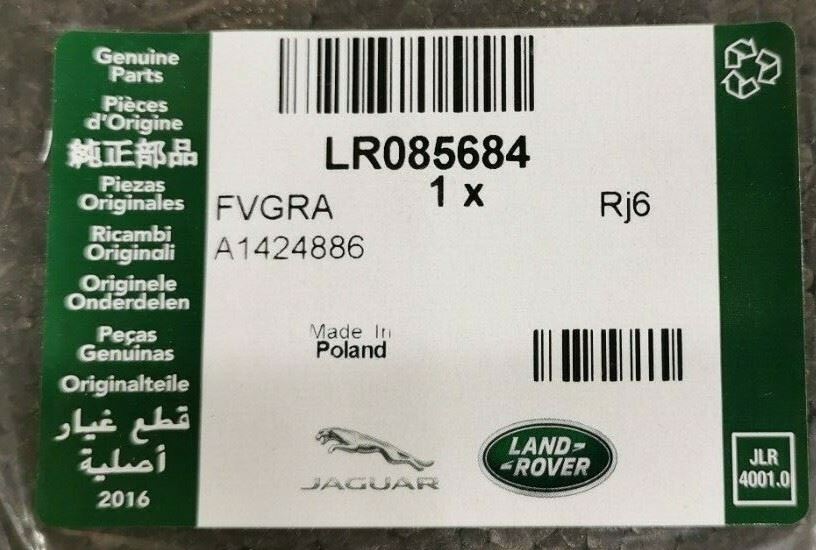 Genuine
Parts
Pièces
d'Origine
純正部品
Piezas
Originales
Ricambi
Originali
Originele
Onderdelen
Peças
Genuínas
Originalteile
قطع غيار
أصلية
2016
LR085684
1 x
FVGRA
Rj6
A1424886
Made In
Poland
JAGUAR
LAND-
-ROVER
JLR
4001.0